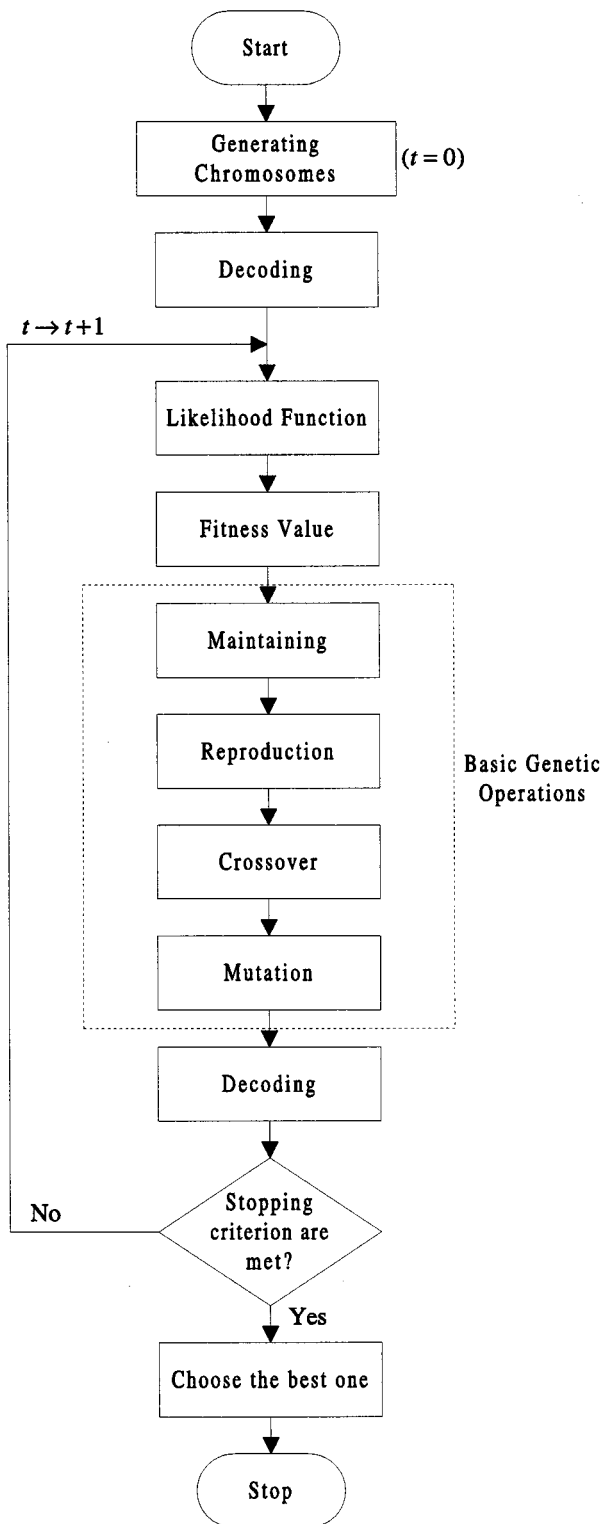 Start
Generating
Chromosomes
(t = 0)
Decoding
t → t+1
Likelihood Function
Fitness Value
Maintaining
Reproduction
Basic Genetic
Operations
Crossover
Mutation
Decoding
Stopping
criterion are
met?
No
Yes
Choose the best one
Stop